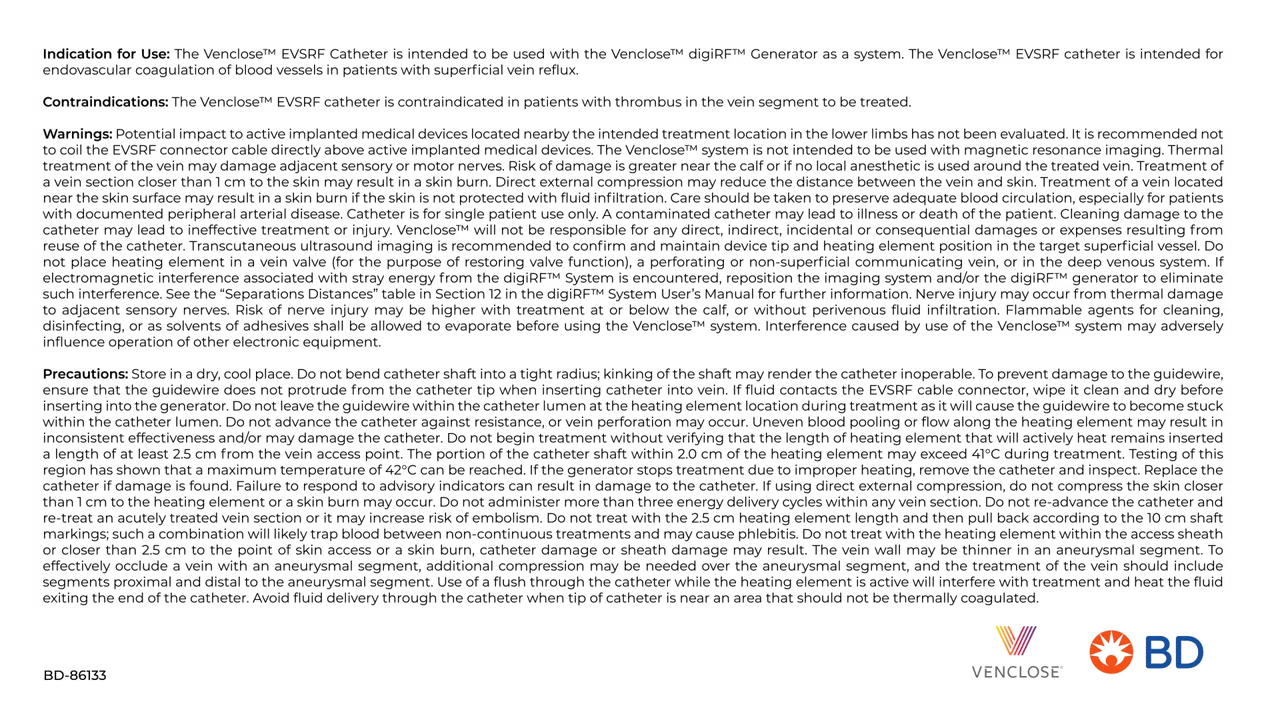 Indication for Use: The Venclose™ EVSRF Catheter is intended to be used with the Venclose™ digiRF™ Generator as a system. The Venclose™ EVSRF catheter is intended for
endovascular coagulation of blood vessels in patients with superficial vein reflux.
Contraindications: The Venclose™ EVSRF catheter is contraindicated in patients with thrombus in the vein segment to be treated.
Warnings: Potential impact to active implanted medical devices located nearby the intended treatment location in the lower limbs has not been evaluated. It is recommended not
to coil the EVSRF connector cable directly above active implanted medical devices. The Venclose™ system is not intended to be used with magnetic resonance imaging. Thermal
treatment of the vein may damage adjacent sensory or motor nerves. Risk of damage is greater near the calf or if no local anesthetic is used around the treated vein. Treatment of
a vein section closer than 1 cm to the skin may result in a skin burn. Direct external compression may reduce the distance between the vein and skin. Treatment of a vein located
near the skin surface may result in a skin burn if the skin is not protected with fluid infiltration. Care should be taken to preserve adequate blood circulation, especially for patients
with documented peripheral arterial disease. Catheter is for single patient use only. A contaminated catheter may lead to illness or death of the patient. Cleaning damage to the
catheter may lead to ineffective treatment or injury. Venclose™ will not be responsible for any direct, indirect, incidental or consequential damages or expenses resulting from
reuse of the catheter. Transcutaneous ultrasound imaging is recommended to confirm and maintain device tip and heating element position in the target superficial vessel. Do
not place heating element in a vein valve (for the purpose of restoring valve function), a perforating or non-superficial communicating vein, or in the deep venous system. If
electromagnetic interference associated with stray energy from the digiRF™ System is encountered, reposition the imaging system and/or the digiRF™ generator to eliminate
such interference. See the “Separations Distances” table in Section 12 in the digiRF™ System User’s Manual for further information. Nerve injury may occur from thermal damage
to adjacent sensory nerves. Risk of nerve injury may be higher with treatment at or below the calf, or without perivenous fluid infiltration. Flammable agents for cleaning,
disinfecting, or as solvents of adhesives shall be allowed to evaporate before using the Venclose™ system. Interference caused by use of the Venclose™ system may adversely
influence operation of other electronic equipment.
Precautions: Store in a dry, cool place. Do not bend catheter shaft into a tight radius; kinking of the shaft may render the catheter inoperable. To prevent damage to the guidewire,
ensure that the guidewire does not protrude from the catheter tip when inserting catheter into vein. If fluid contacts the EVSRF cable connector, wipe it clean and dry before
inserting into the generator. Do not leave the guidewire within the catheter lumen at the heating element location during treatment as it will cause the guidewire to become stuck
within the catheter lumen. Do not advance the catheter against resistance, or vein perforation may occur. Uneven blood pooling or flow along the heating element may result in
inconsistent effectiveness and/or may damage the catheter. Do not begin treatment without verifying that the length of heating element that will actively heat remains inserted
a length of at least 2.5 cm from the vein access point. The portion of the catheter shaft within 2.0 cm of the heating element may exceed 41°C during treatment. Testing of this
region has shown that a maximum temperature of 42°C can be reached. If the generator stops treatment due to improper heating, remove the catheter and inspect. Replace the
catheter if damage is found. Failure to respond to advisory indicators can result in damage to the catheter. If using direct external compression, do not compress the skin closer
than 1 cm to the heating element or a skin burn may occur. Do not administer more than three energy delivery cycles within any vein section. Do not re-advance the catheter and
re-treat an acutely treated vein section or it may increase risk of embolism. Do not treat with the 2.5 cm heating element length and then pull back according to the 10 cm shaft
markings; such a combination will likely trap blood between non-continuous treatments and may cause phlebitis. Do not treat with the heating element within the access sheath
or closer than 2.5 cm to the point of skin access or a skin burn, catheter damage or sheath damage may result. The vein wall may be thinner in an aneurysmal segment. To
effectively occlude a vein with an aneurysmal segment, additional compression may be needed over the aneurysmal segment, and the treatment of the vein should include
segments proximal and distal to the aneurysmal segment. Use of a flush through the catheter while the heating element is active will interfere with treatment and heat the fluid
exiting the end of the catheter. Avoid fluid delivery through the catheter when tip of catheter is near an area that should not be thermally coagulated.
BD-86133
VENCLOSE
BD